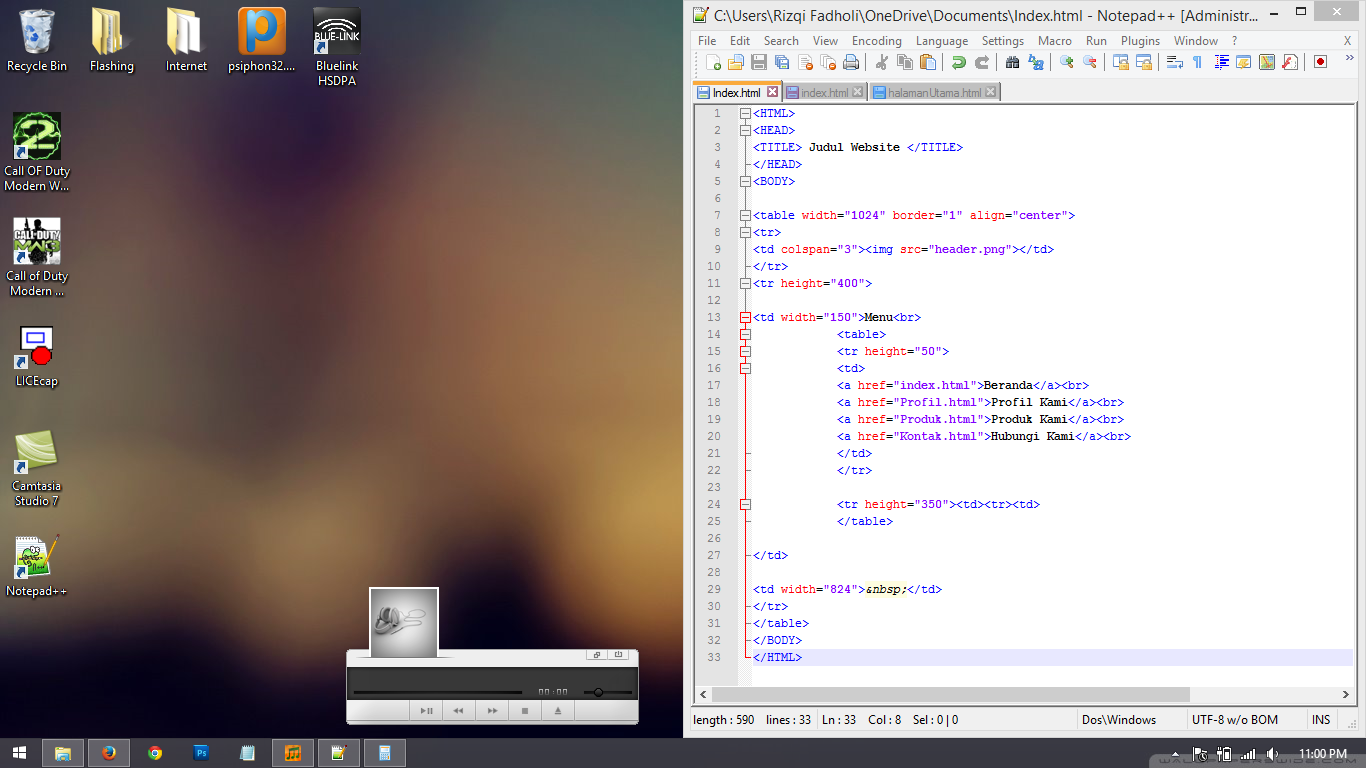 Recycle Bin
Flashing
Internet
psiphon32....
BLUE-LINK
Bluelink
HSDPA
2
Call OF Duty
Modern W...
CALL·DUTY
MW3
Call of Duty
Modern ...
LICEcap
Camtasia
Studio 7
Notepad++
00:00
C:\Users\Rizqi Fadholi\OneDrive\Documents\Index.html - Notepad++ [Administr...
File Edit Search View Encoding Language Settings Macro Run Plugins Window ? X
Index.html index.html halamanUtama.html
1 <HTML>
2 <HEAD>
3 <TITLE> Judul Website </TITLE>
4 </HEAD>
5 <BODY>
6
7 <table width="1024" border="1" align="center">
8 <tr>
9 <td colspan="3"><img src="header.png"></td>
10 </tr>
11 <tr height="400">
12
13 <td width="150">Menu<br>
14 <table>
15 <tr height="50">
16 <td>
17 <a href="index.html">Beranda</a><br>
18 <a href="Profil.html">Profil Kami</a><br>
19 <a href="Produk.html">Produk Kami</a><br>
20 <a href="Kontak.html">Hubungi Kami</a><br>
21 </td>
22 </tr>
23
24 <tr height="350"><td><tr><td>
25 </table>
26
27 </td>
28
29 <td width="824">&nbsp;</td>
30 </tr>
31 </table>
32 </BODY>
33 </HTML>
length : 590 lines : 33 Ln : 33 Col : 8 Sel : 0 | 0 Dos\Windows UTF-8 w/o BOM INS
Ps
11:00 PM